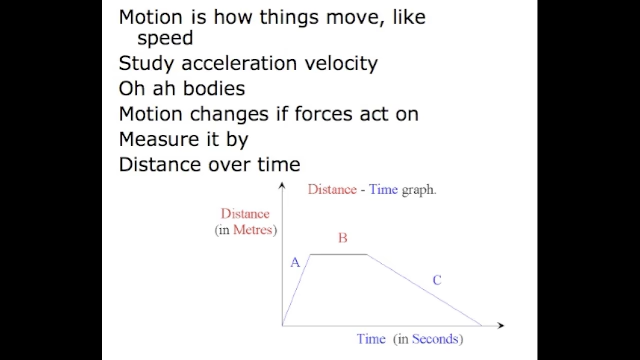 Motion is how things move, like
speed
Study acceleration velocity
Oh ah bodies
Motion changes if forces act on
Measure it by
Distance over time
Distance - Time graph.
Distance
(in Metres)
B
A
C
Time (in Seconds)